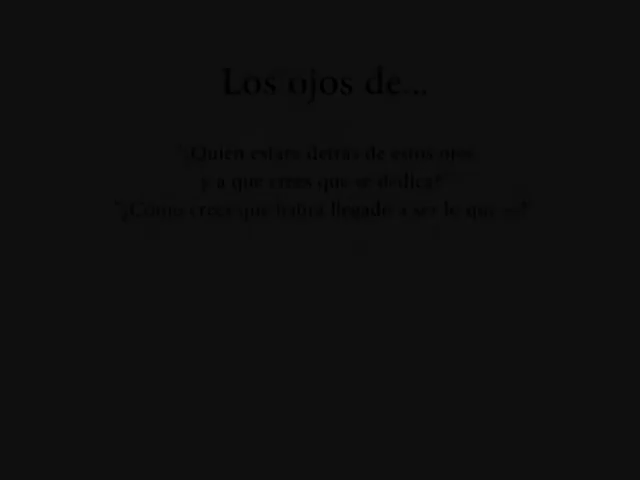 Los ojos de...
¿Quién estará detrás de estos ojos
y a que crees que se dedica?
¿Cómo crees que habrá llegado a ser lo que es?